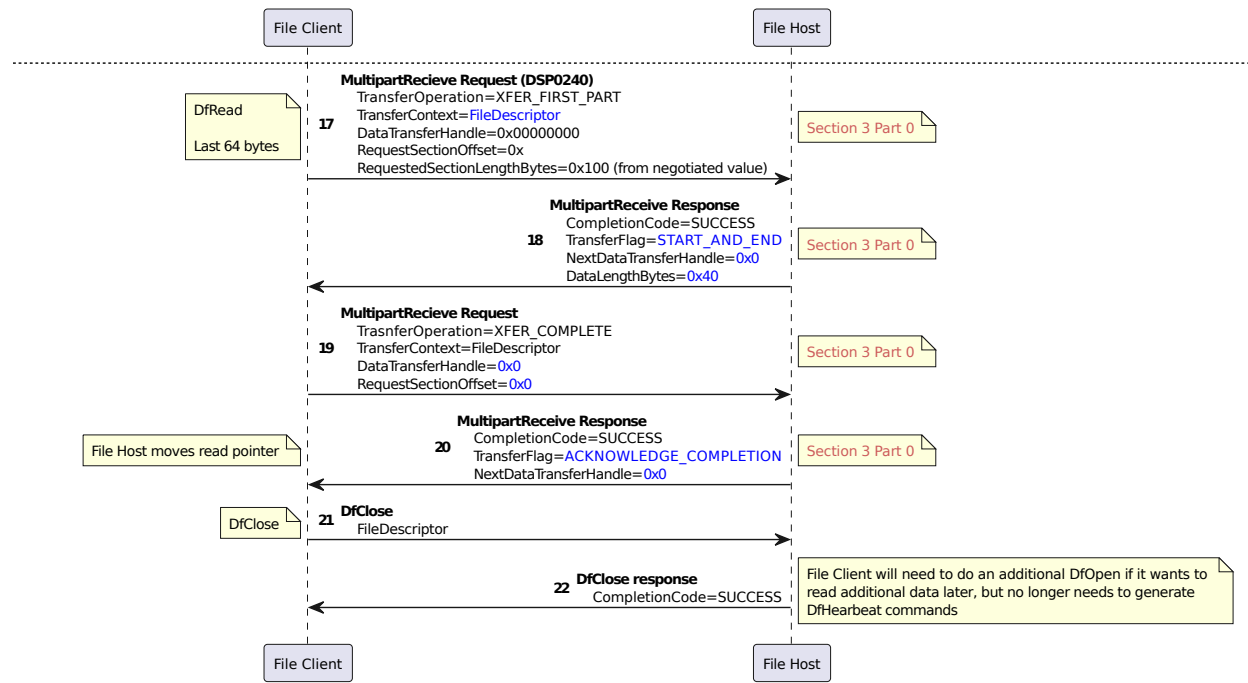 File Client
File Host
MultipartRecieve Request (DSP0240)
TransferOperation=XFER_FIRST_PART
TransferContext=FileDescriptor
DataTransferHandle=0x00000000
RequestSectionOffset=0x
RequestedSectionLengthBytes=0x100 (from negotiated value)
17
DfRead
Last 64 bytes
Section 3 Part 0
MultipartReceive Response
CompletionCode=SUCCESS
TransferFlag=START_AND_END
NextDataTransferHandle=0x0
DataLengthBytes=0x40
18
Section 3 Part 0
MultipartRecieve Request
TrasnferOperation=XFER_COMPLETE
TransferContext=FileDescriptor
DataTransferHandle=0x0
RequestSectionOffset=0x0
19
Section 3 Part 0
MultipartReceive Response
CompletionCode=SUCCESS
TransferFlag=ACKNOWLEDGE_COMPLETION
NextDataTransferHandle=0x0
20
File Host moves read pointer
Section 3 Part 0
DfClose
21
DfClose
FileDescriptor
22
DfClose response
CompletionCode=SUCCESS
File Client will need to do an additional DfOpen if it wants to
read additional data later, but no longer needs to generate
DfHearbeat commands
File Client
File Host